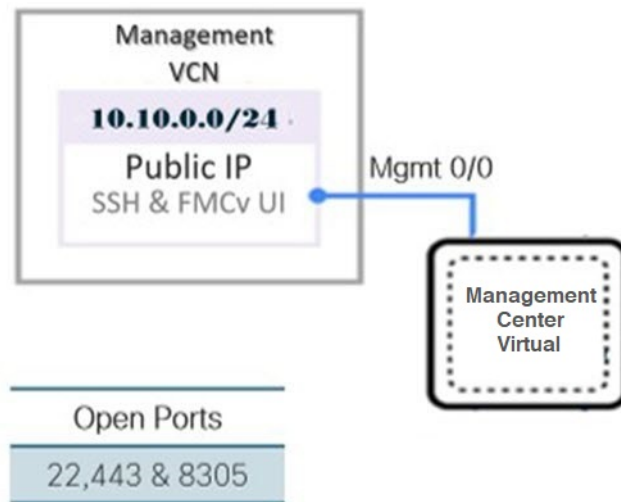 Management
VCN
10.10.0.0/24
Public IP
SSH & FMCv UI
Mgmt 0/0
Management
Center
Virtual
Open Ports
22,443 & 8305